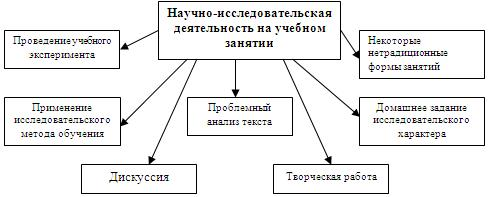 Научно-исследовательская
деятельность на учебном
занятии
Проведение учебного
эксперимента
Некоторые
нетрадиционные
формы занятий
Применение
исследовательского
метода обучения
Проблемный
анализ текста
Домашнее задание
исследовательского
характера
Дискуссия
Творческая работа